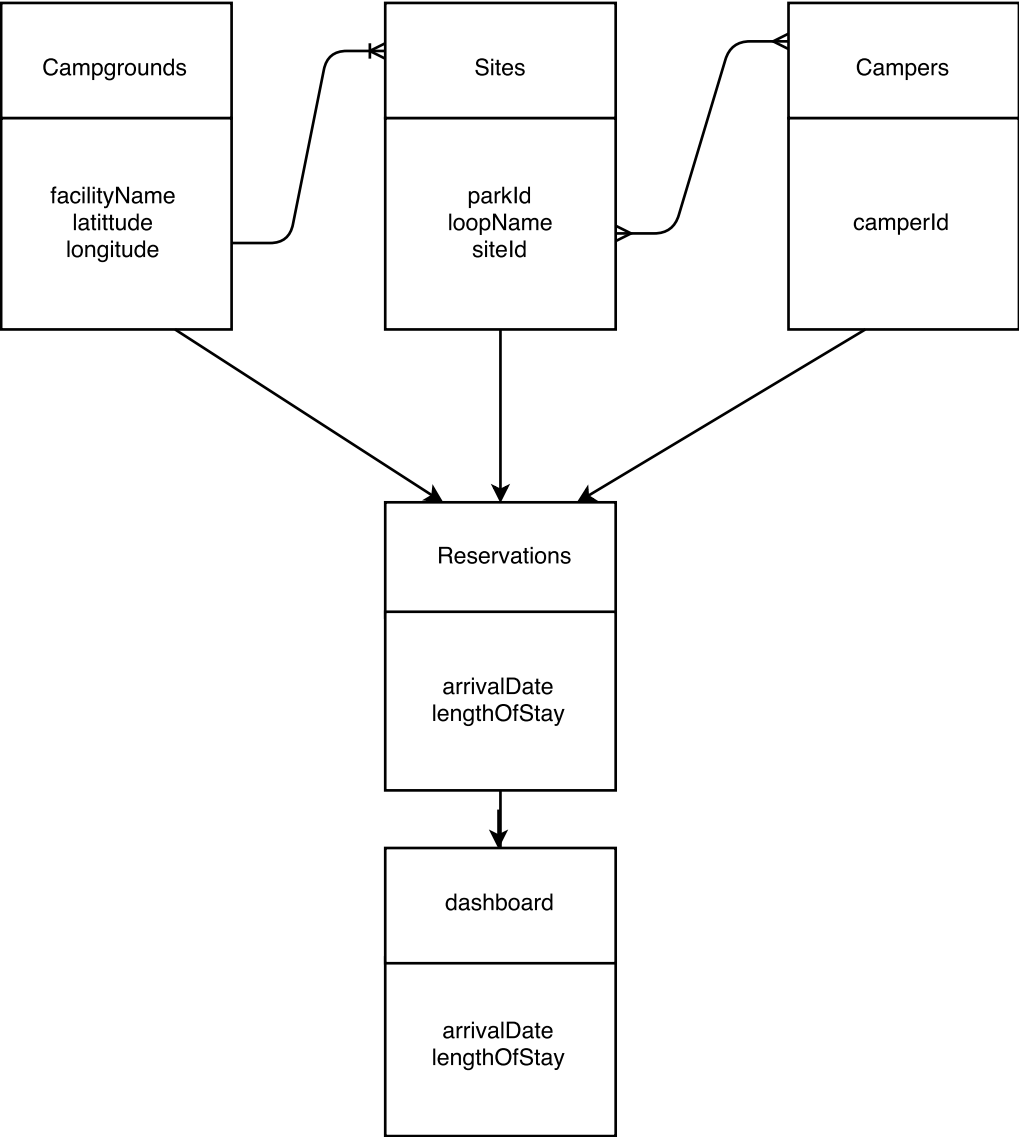 Campgrounds
facilityName
latittude
longitude
Sites
parkId
loopName
siteId
Campers
camperId
Reservations
arrivalDate
lengthOfStay
dashboard
arrivalDate
lengthOfStay